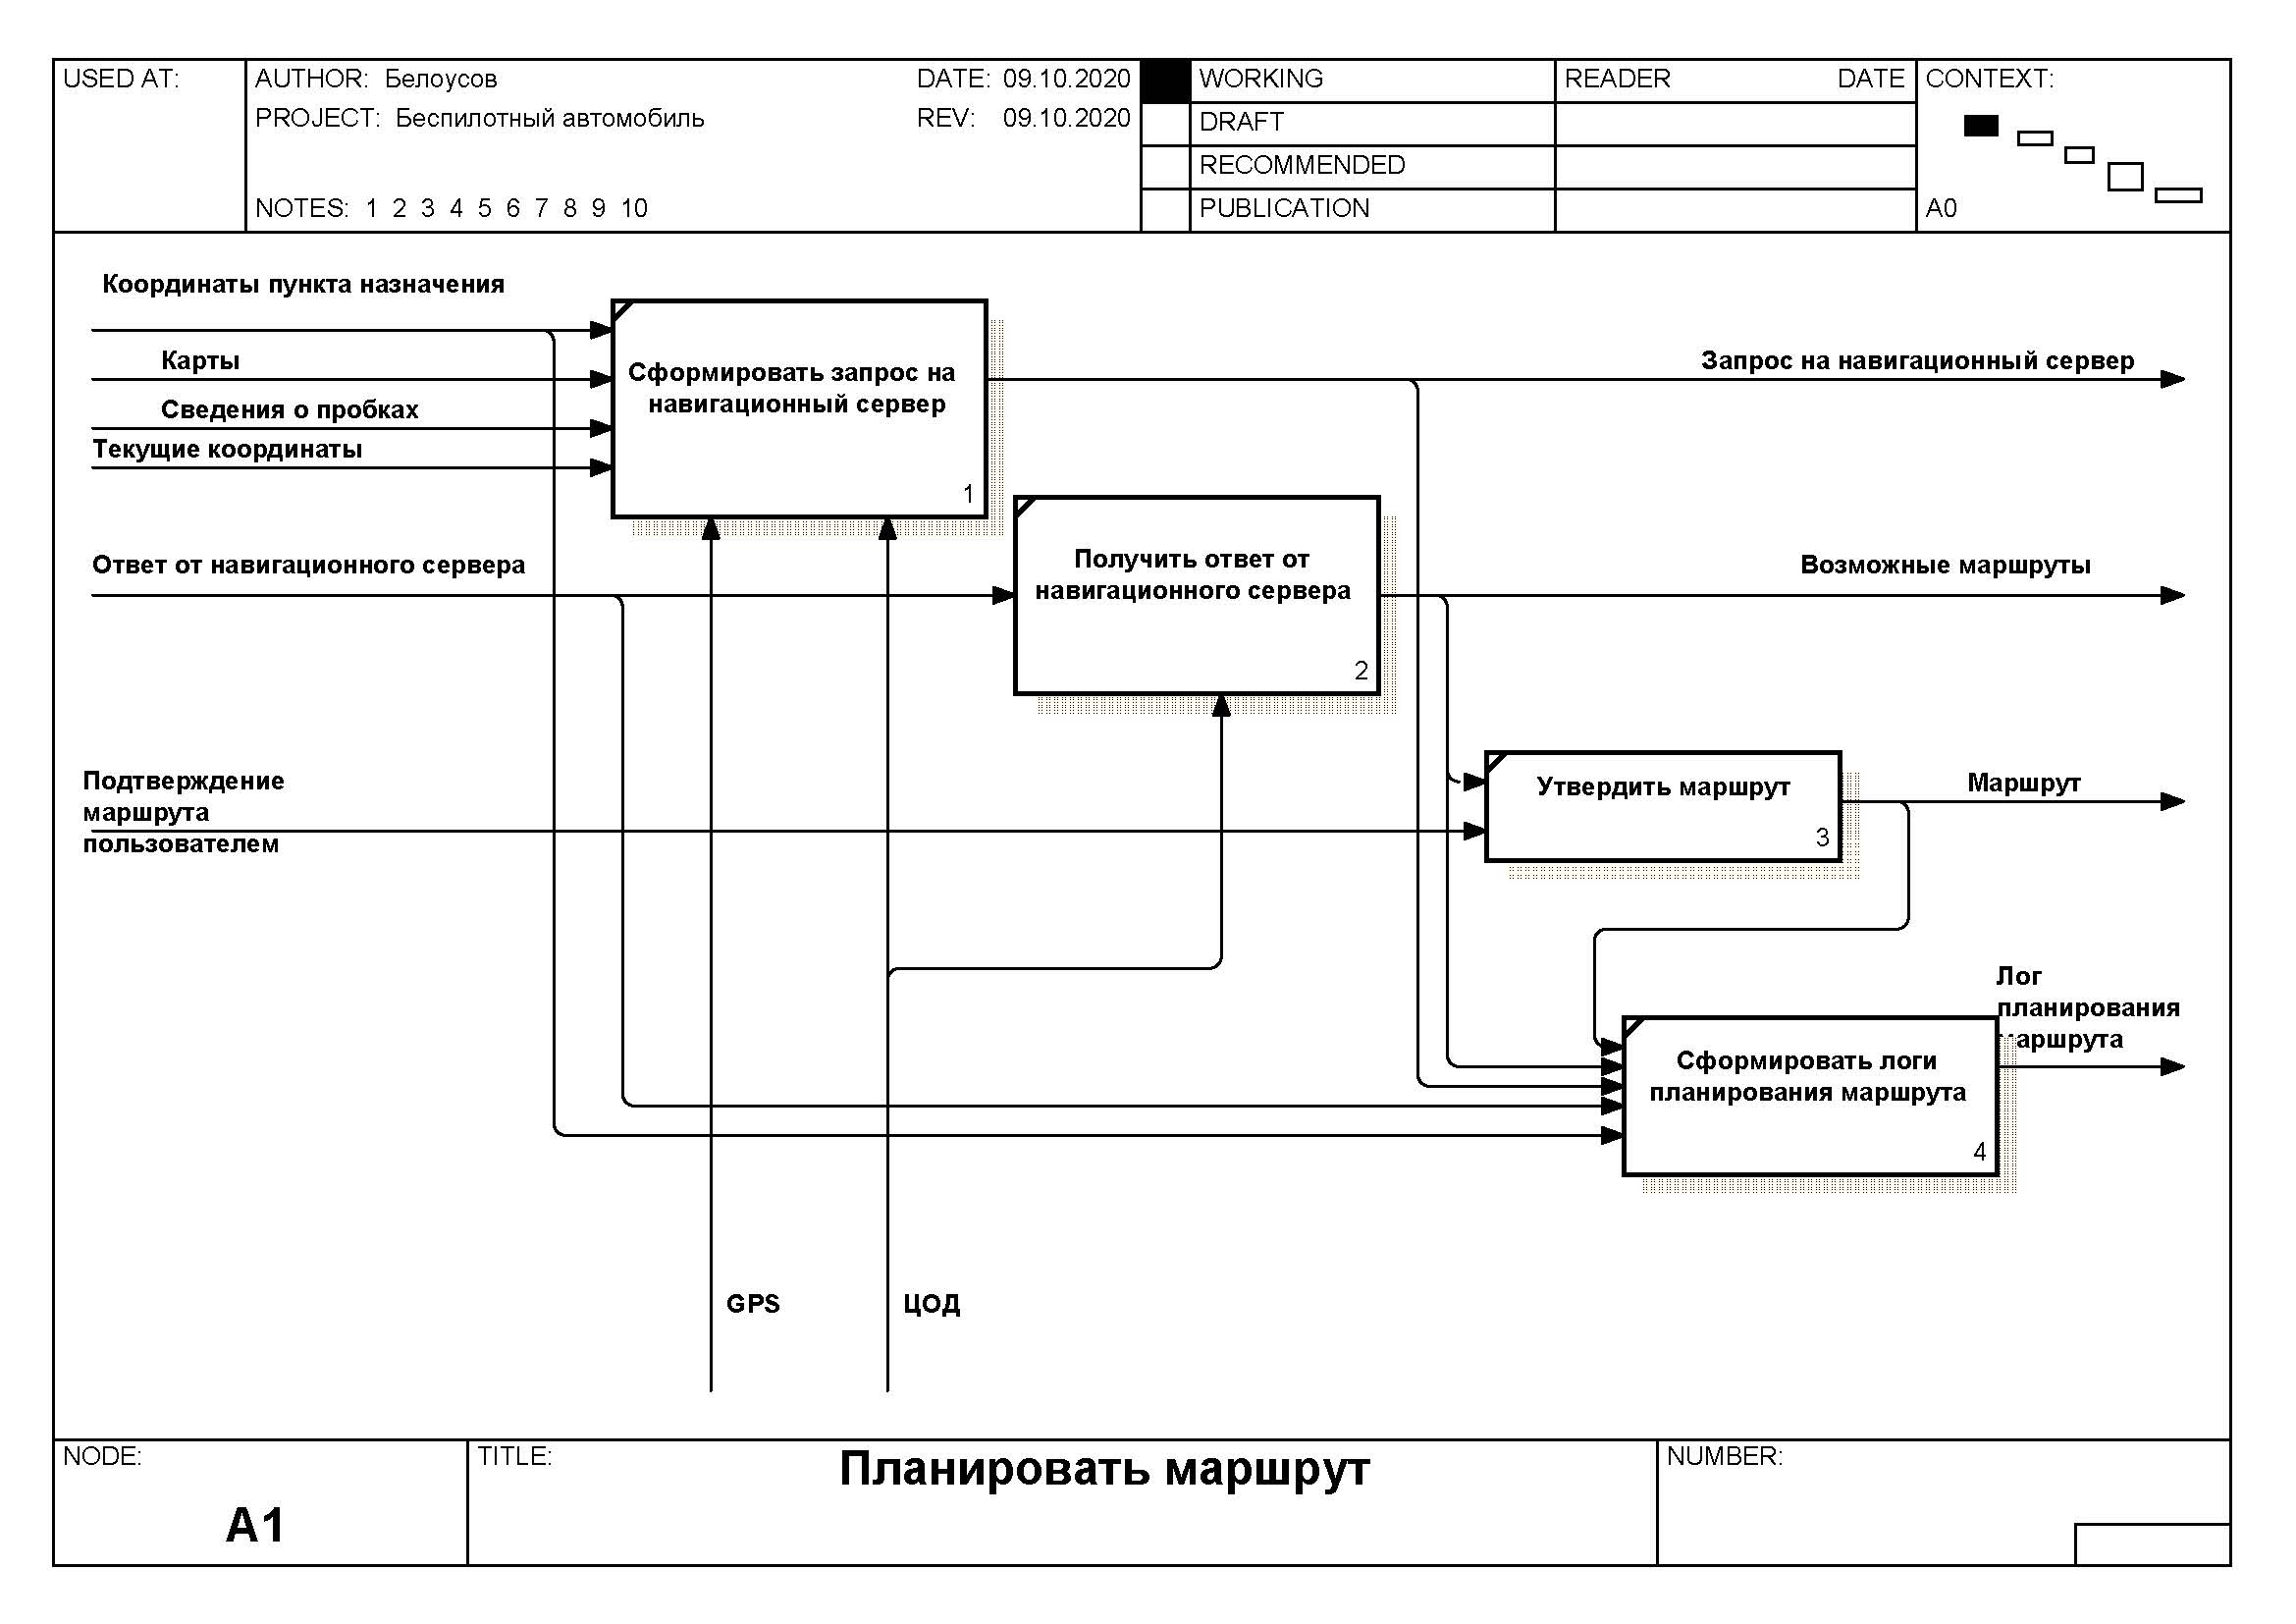 USED AT:
AUTHOR: Белоусов
DATE: 09.10.2020
PROJECT: Беспилотный автомобиль
REV: 09.10.2020
NOTES: 1 2 3 4 5 6 7 8 9 10
WORKING
DRAFT
RECOMMENDED
PUBLICATION
READER DATE
CONTEXT:
A0
Координаты пункта назначения
Карты
Сведения о пробках
Текущие координаты
Сформировать запрос на
навигационный сервер
1
Запрос на навигационный сервер
Ответ от навигационного сервера
Получить ответ от
навигационного сервера
2
Возможные маршруты
Подтверждение
маршрута
пользователем
Утвердить маршрут
3
Маршрут
Лог
планирования
маршрута
Сформировать логи
планирования маршрута
4
GPS
ЦОД
NODE:
A1
TITLE:
Планировать маршрут
NUMBER: